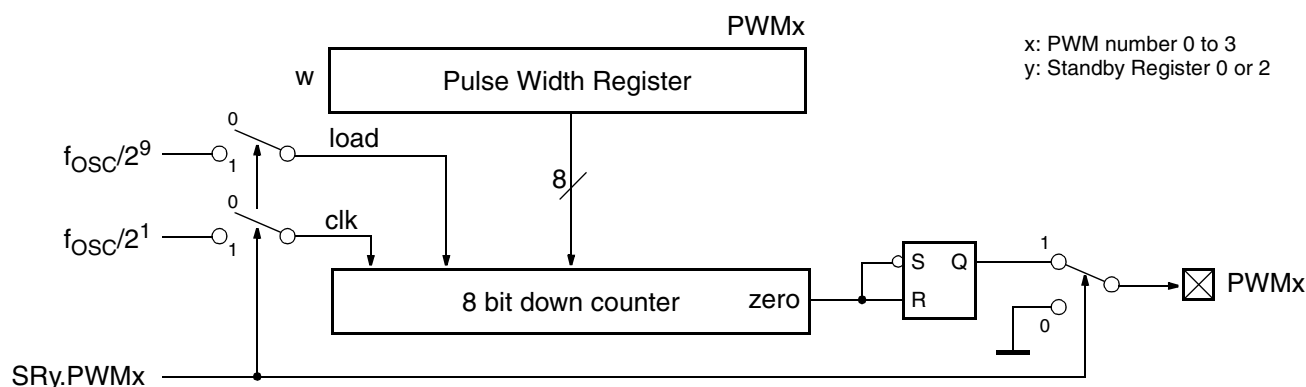 PWMx
x: PWM number 0 to 3
y: Standby Register 0 or 2
w
Pulse Width Register
0
load
fOSC/2^9
1
8
0
clk
fOSC/2^1
1
8 bit down counter
zero
S
Q
R
1
0
PWMx
SRy.PWMx